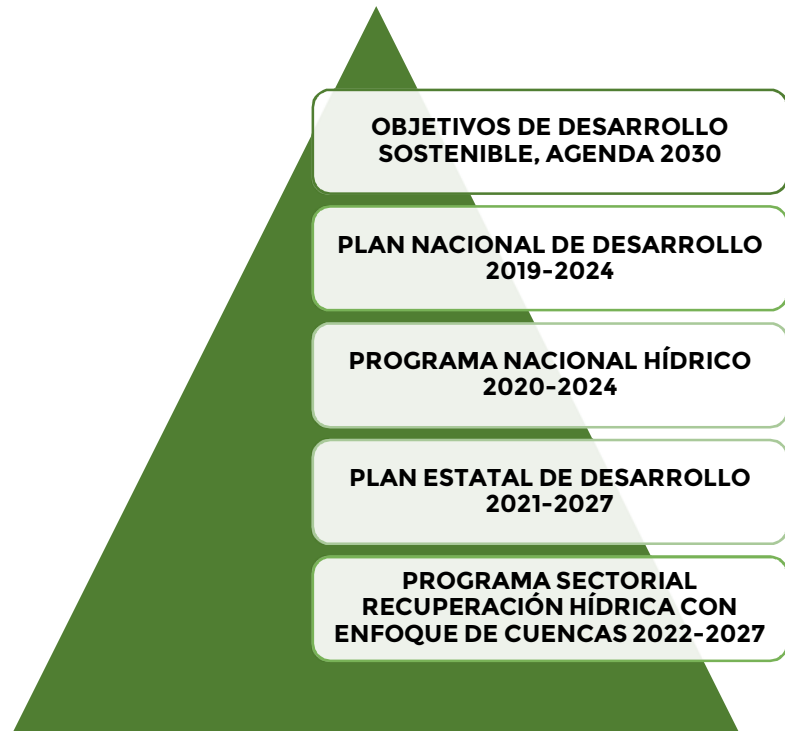 OBJETIVOS DE DESARROLLO
SOSTENIBLE, AGENDA 2030
PLAN NACIONAL DE DESARROLLO
2019-2024
PROGRAMA NACIONAL HÍDRICO
2020-2024
PLAN ESTATAL DE DESARROLLO
2021-2027
PROGRAMA SECTORIAL
RECUPERACIÓN HÍDRICA CON
ENFOQUE DE CUENCAS 2022-2027